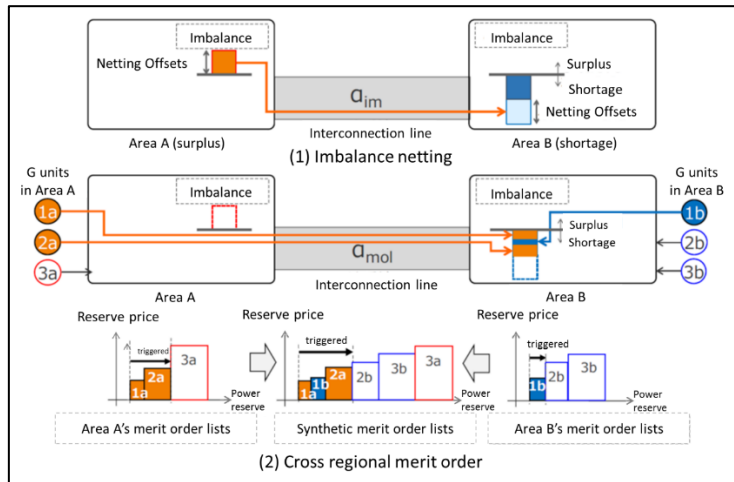 Imbalance
Netting Offsets
α_im
Interconnection line
Area A (surplus)
Imbalance
Surplus
Shortage
Netting Offsets
Area B (shortage)
(1) Imbalance netting
G units
in Area A
1a
2a
3a
Imbalance
Area A
α_mol
Interconnection line
Imbalance
Surplus
Shortage
Area B
G units
in Area B
1b
2b
3b
Reserve price
triggered
1a
2a
3a
Power
reserve
Area A's merit order lists
Reserve price
triggered
1a
1b
2a
2b
3b
3a
Power
reserve
Synthetic merit order lists
Reserve price
triggered
1b
2b
3b
Power
reserve
Area B's merit order lists
(2) Cross regional merit order